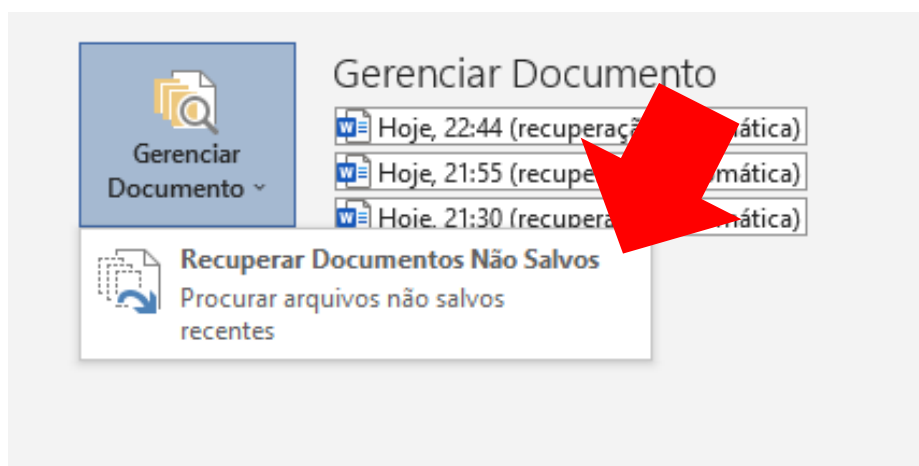 Gerenciar Documento
Hoje, 22:44 (recuperaç mática)
Hoje, 21:55 (recupe mática)
Hoje, 21:30 (recupera mática)
Gerenciar
Documento
Recuperar Documentos Não Salvos
Procurar arquivos não salvos
recentes